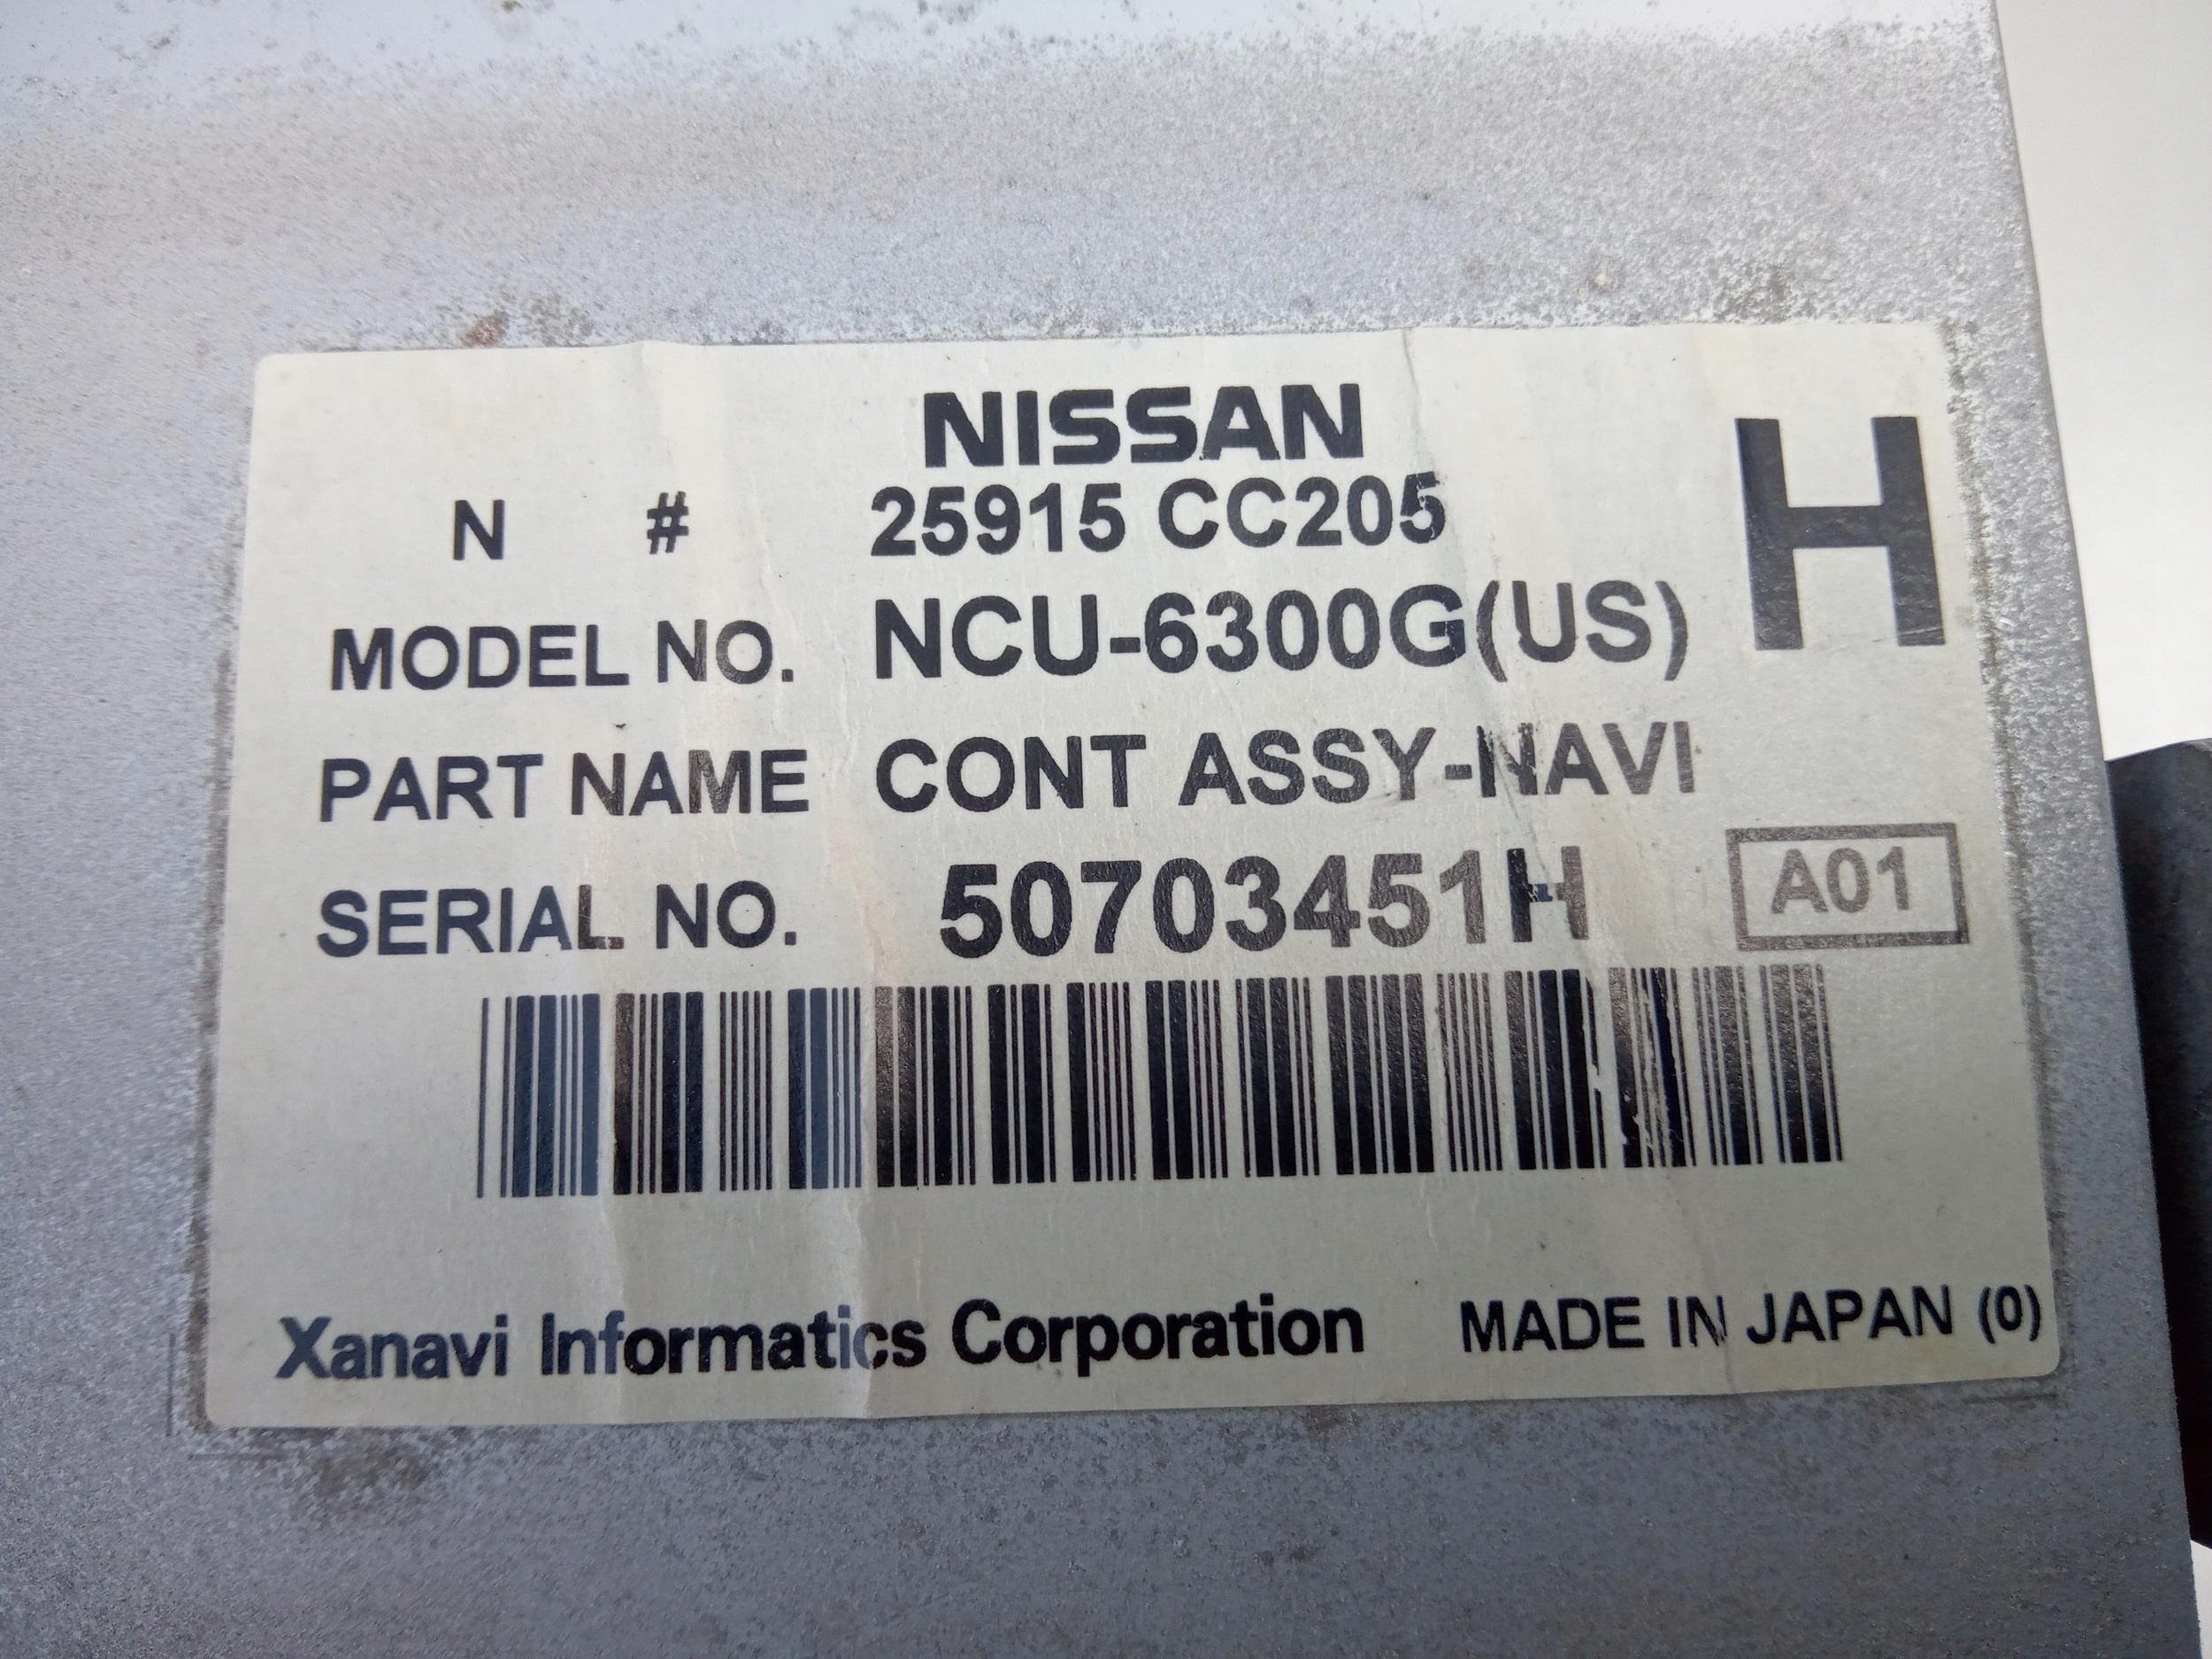 NISSAN
N # 25915 CC205 H
MODEL NO. NCU-6300G(US)
PART NAME CONT ASSY-NAVI
SERIAL NO. 50703451H A01
Xanavi Informatics Corporation MADE IN JAPAN (0)